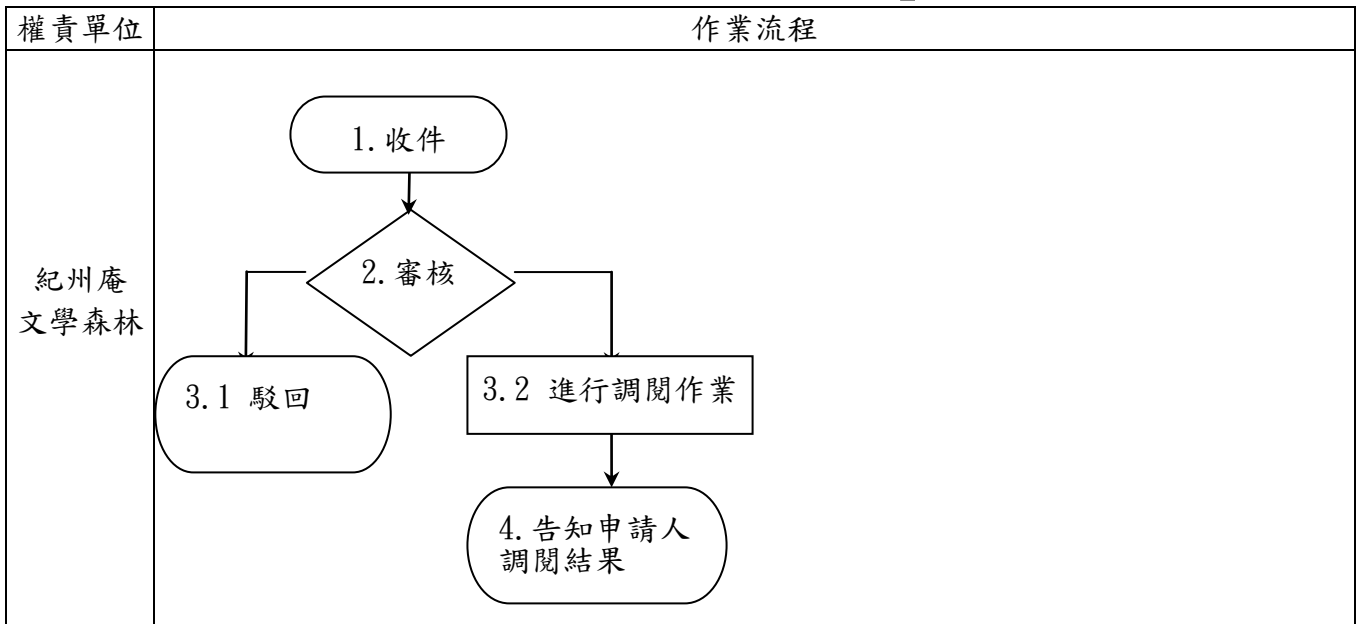 權責單位
作業流程
1.收件
2.審核
紀州庵
文學森林
3.1 駁回
3.2 進行調閱作業
4.告知申請人
調閱結果